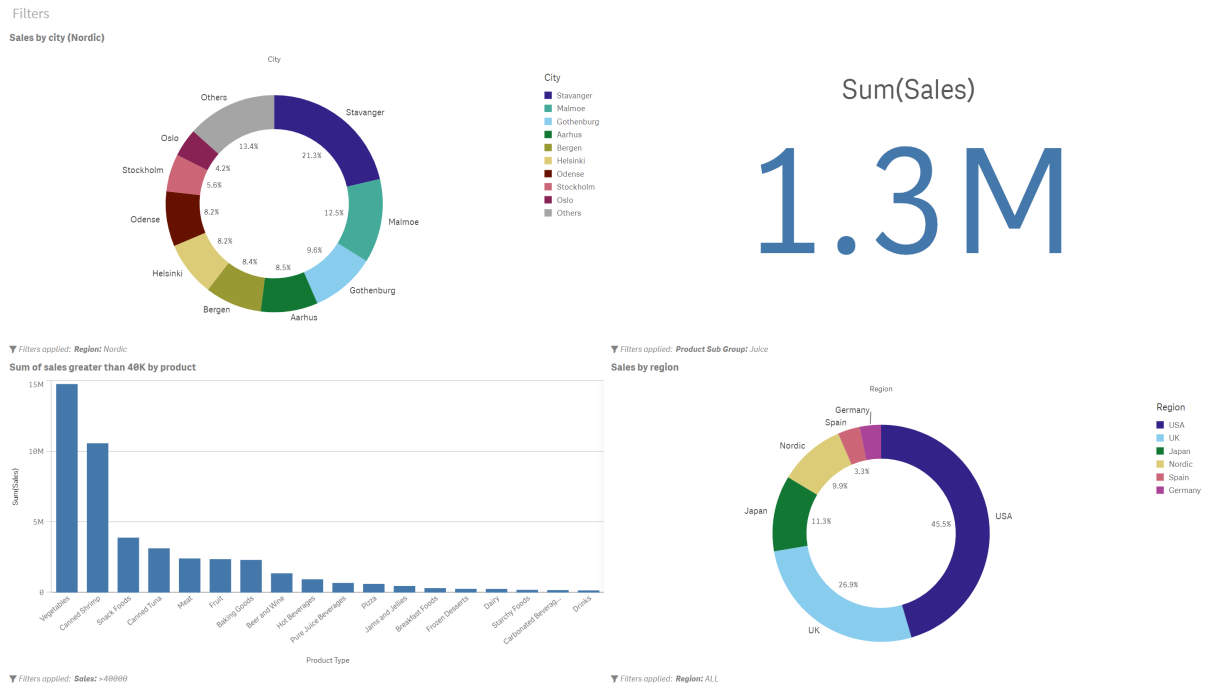 Filters
Sales by city (Nordic)
City
Others
Stavanger
Oslo
Stockholm
Odense
Malmoe
Helsinki
Gothenburg
Bergen
Aarhus
13.4%
21.3%
4.2%
5.6%
8.2%
12.5%
8.2%
9.6%
8.4%
8.5%
City
Stavanger
Malmoe
Gothenburg
Aarhus
Bergen
Helsinki
Odense
Stockholm
Oslo
Others
Filters applied: Region: Nordic
Sum(Sales)
1.3M
Filters applied: Product Sub Group: Juice
Sum of sales greater than 40K by product
15M
10M
5M
0
Sum(Sales)
Vegetables
Canned Shrimp
Snack Foods
Canned Tuna
Meat
Fruit
Baking Goods
Beer and Wine
Hot Beverages
Pure Juice Beverages
Pizza
Jams and Jellies
Breakfast Foods
Frozen Desserts
Dairy
Starchy Foods
Carbonated Beverag...
Drinks
Product Type
Filters applied: Sales: >40000
Sales by region
Region
Germany
Spain
Nordic
Japan
USA
UK
3.3%
9.9%
11.3%
45.5%
26.9%
Region
USA
UK
Japan
Nordic
Spain
Germany
Filters applied: Region: ALL